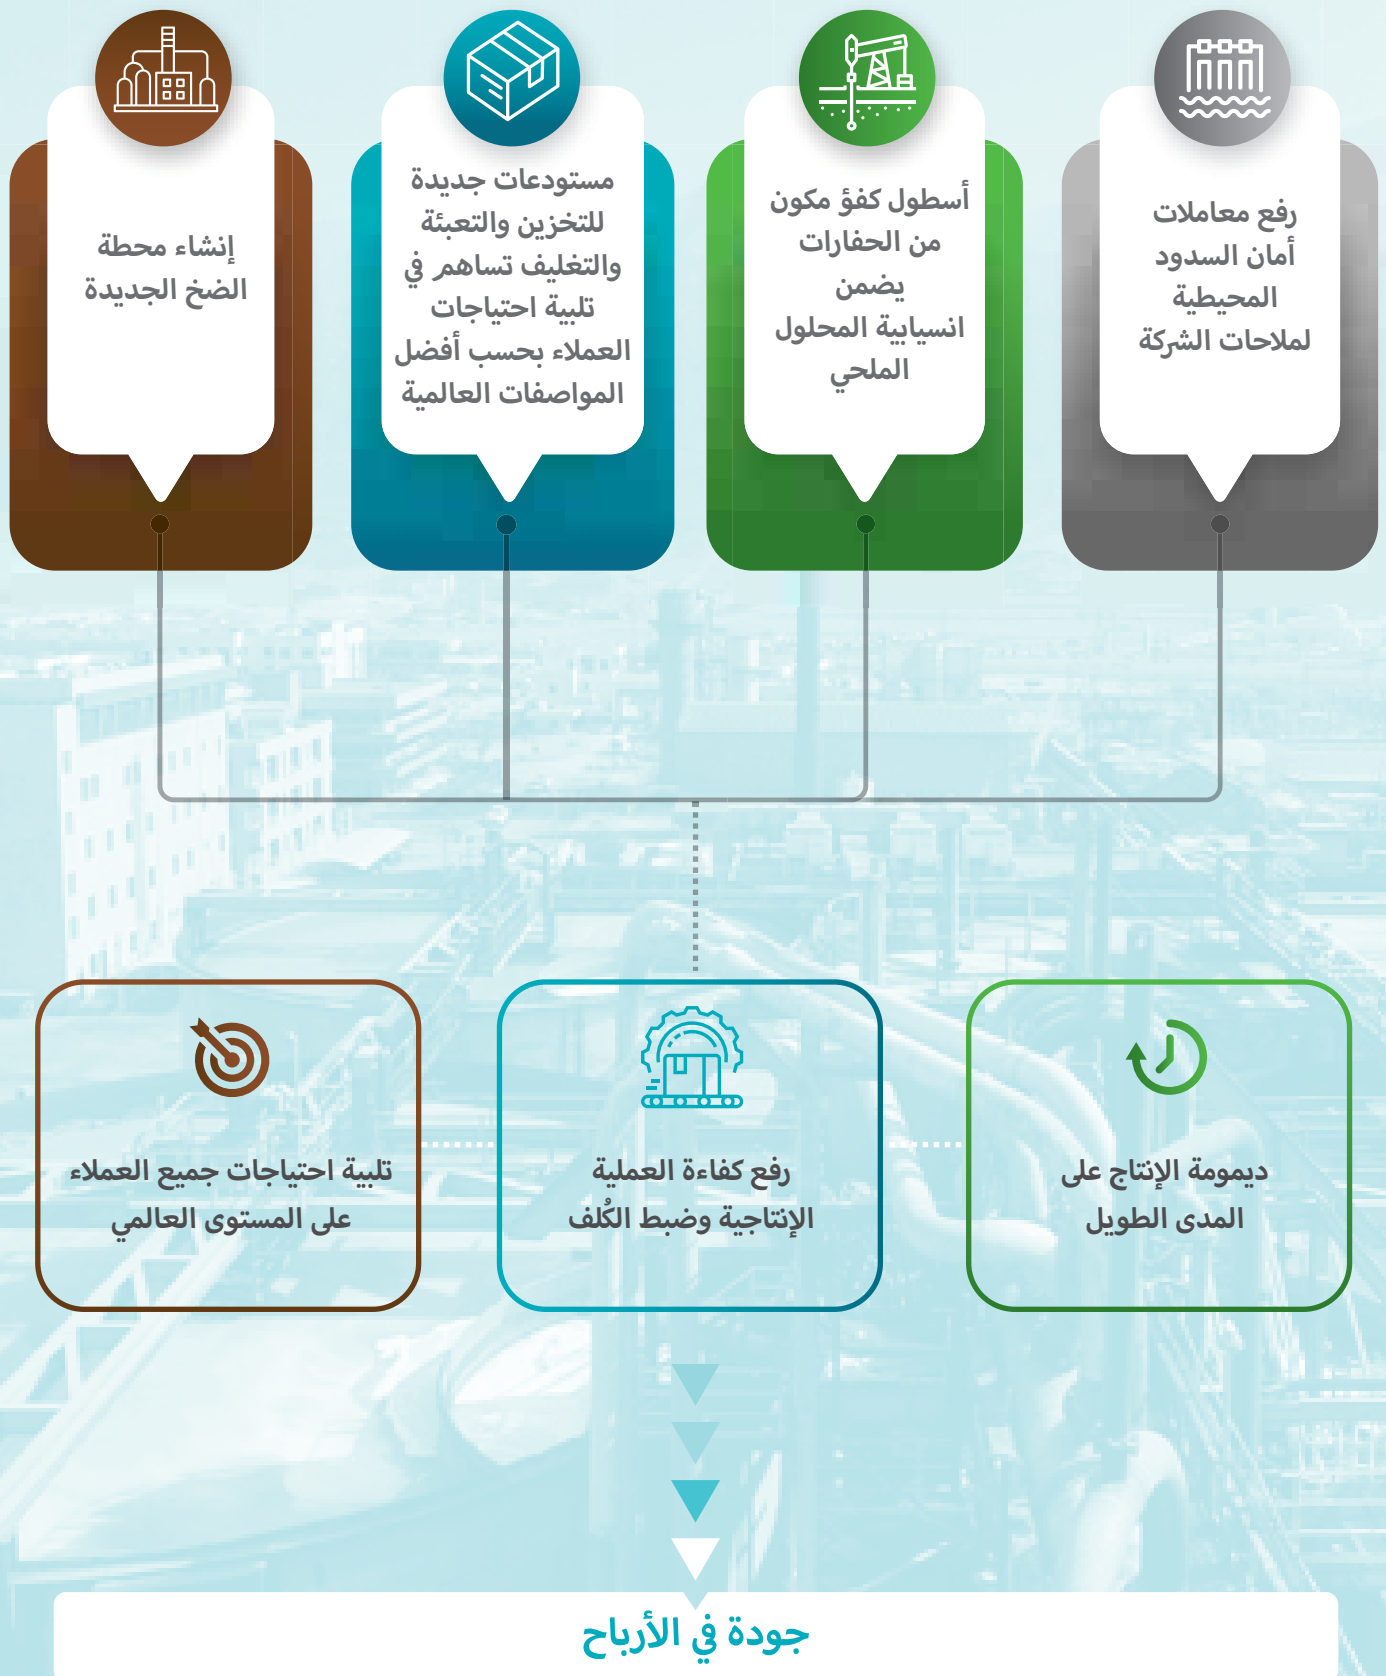 رفع معاملات
أمان السدود
المحيطية
لملاحات الشركة
أسطول كفؤ مكون
من الحفارات
يضمن
انسيابية المحلول
الملحي
مستودعات جديدة
للتخزين والتعبئة
والتغليف تساهم في
تلبية احتياجات
العملاء بحسب أفضل
المواصفات العالمية
إنشاء محطة
الضخ الجديدة
ديمومة الإنتاج على
المدى الطويل
رفع كفاءة العملية
الإنتاجية وضبط الكُلف
تلبية احتياجات جميع العملاء
على المستوى العالمي
جودة في الأرباح